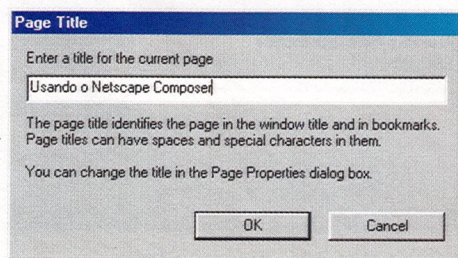 Page Title
Enter a title for the current page
Usando o Netscape Composer
The page title identifies the page in the window title and in bookmarks.
Page titles can have spaces and special characters in them.
You can change the title in the Page Properties dialog box.
OK
Cancel